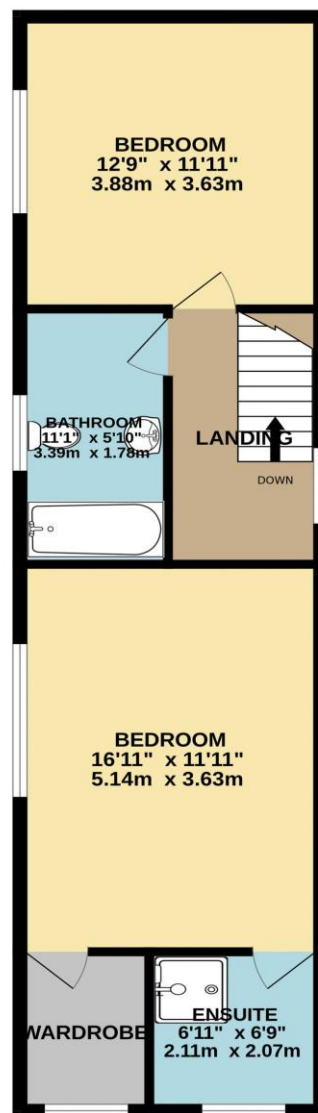 BEDROOM
12'9" x 11'11"
3.88m x 3.63m
BATHROOM
11'1" x 5'10"
3.39m x 1.78m
LANDING
DOWN
BEDROOM
16'11" x 11'11"
5.14m x 3.63m
WARDROBE
ENSUITE
6'11" x 6'9"
2.11m x 2.07m